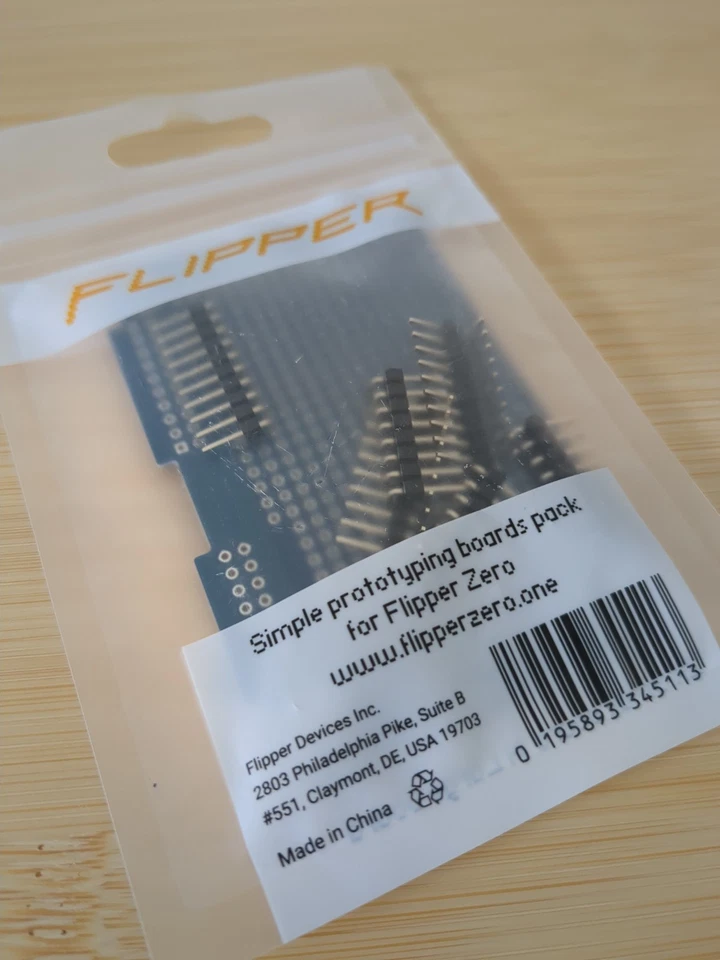 FLIPPER
Simple prototyping boards pack
for Flipper Zero
www.flipperzero.one
Flipper Devices Inc.
2803 Philadelphia Pike, Suite B
#551, Claymont, DE, USA 19703
Made in China
0 195893 345113